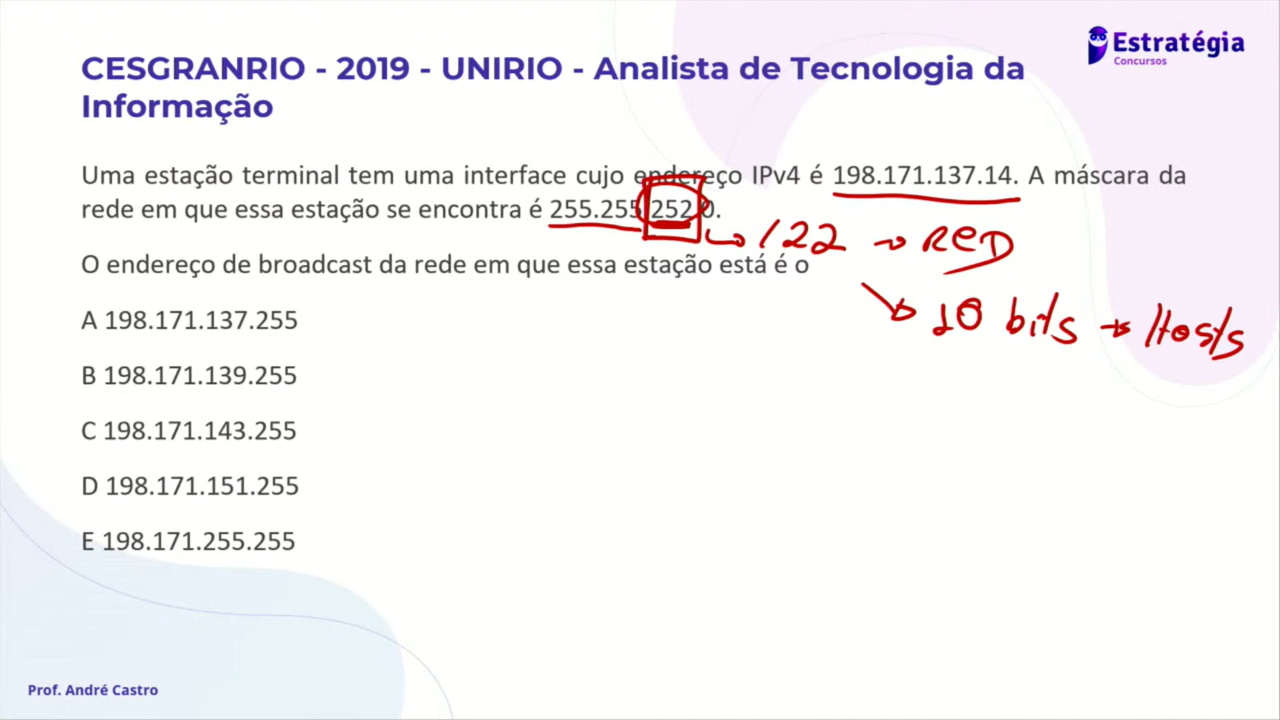 Estratégia
Concursos
CESGRANRIO - 2019 - UNIRIO - Analista de Tecnologia da
Informação
Uma estação terminal tem uma interface cujo endereço IPv4 é 198.171.137.14. A máscara da
rede em que essa estação se encontra é 255.255.252.0.
/22 → RED
O endereço de broadcast da rede em que essa estação está é o
10 bits → Hosts
A 198.171.137.255
B 198.171.139.255
C 198.171.143.255
D 198.171.151.255
E 198.171.255.255
Prof. André Castro